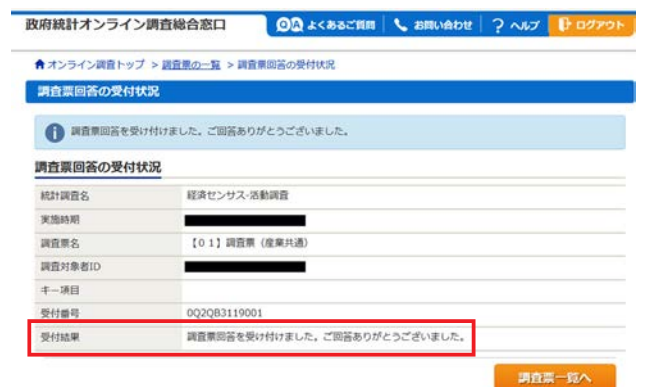 政府統計オンライン調査総合窓口
Q&A よくあるご質問 お問い合わせ ? ヘルプ ログアウト
オンライン調査トップ > 調査票の一覧 > 調査票回答の受付状況
調査票回答の受付状況
調査票回答を受け付けました。ご回答ありがとうございました。
調査票回答の受付状況
統計調査名 経済センサス-活動調査
実施時期
調査票名 【01】調査票（産業共通）
調査対象者ID
キー項目
受付番号 0Q2QB3119001
受付結果 調査票回答を受け付けました。ご回答ありがとうございました。
調査票一覧へ